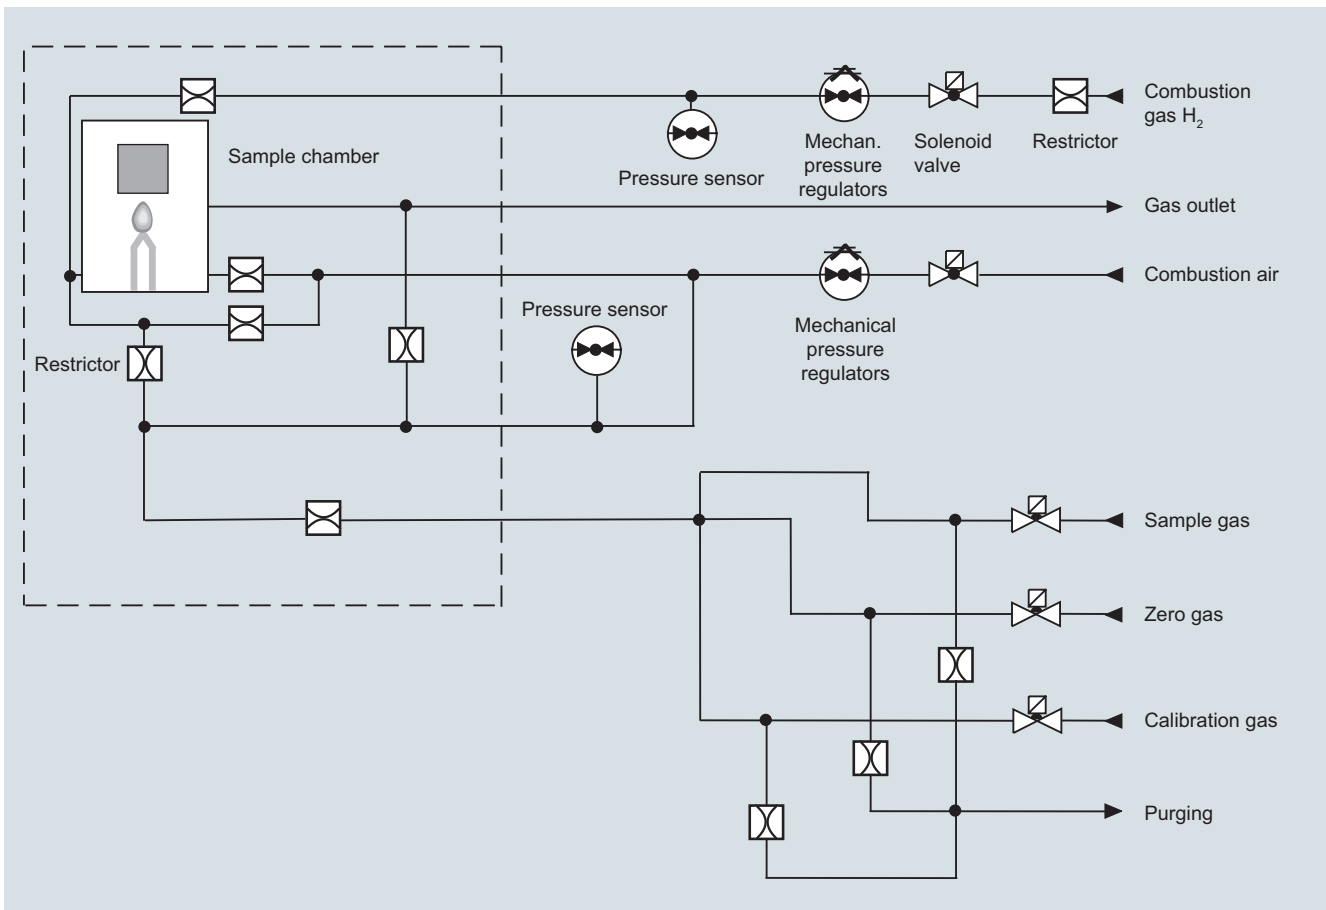 Combustion
gas H₂
Sample chamber
Mechan.
pressure
regulators
Solenoid
valve
Restrictor
Pressure sensor
Gas outlet
Combustion air
Pressure sensor
Mechanical
pressure
regulators
Restrictor
Sample gas
Zero gas
Calibration gas
Purging